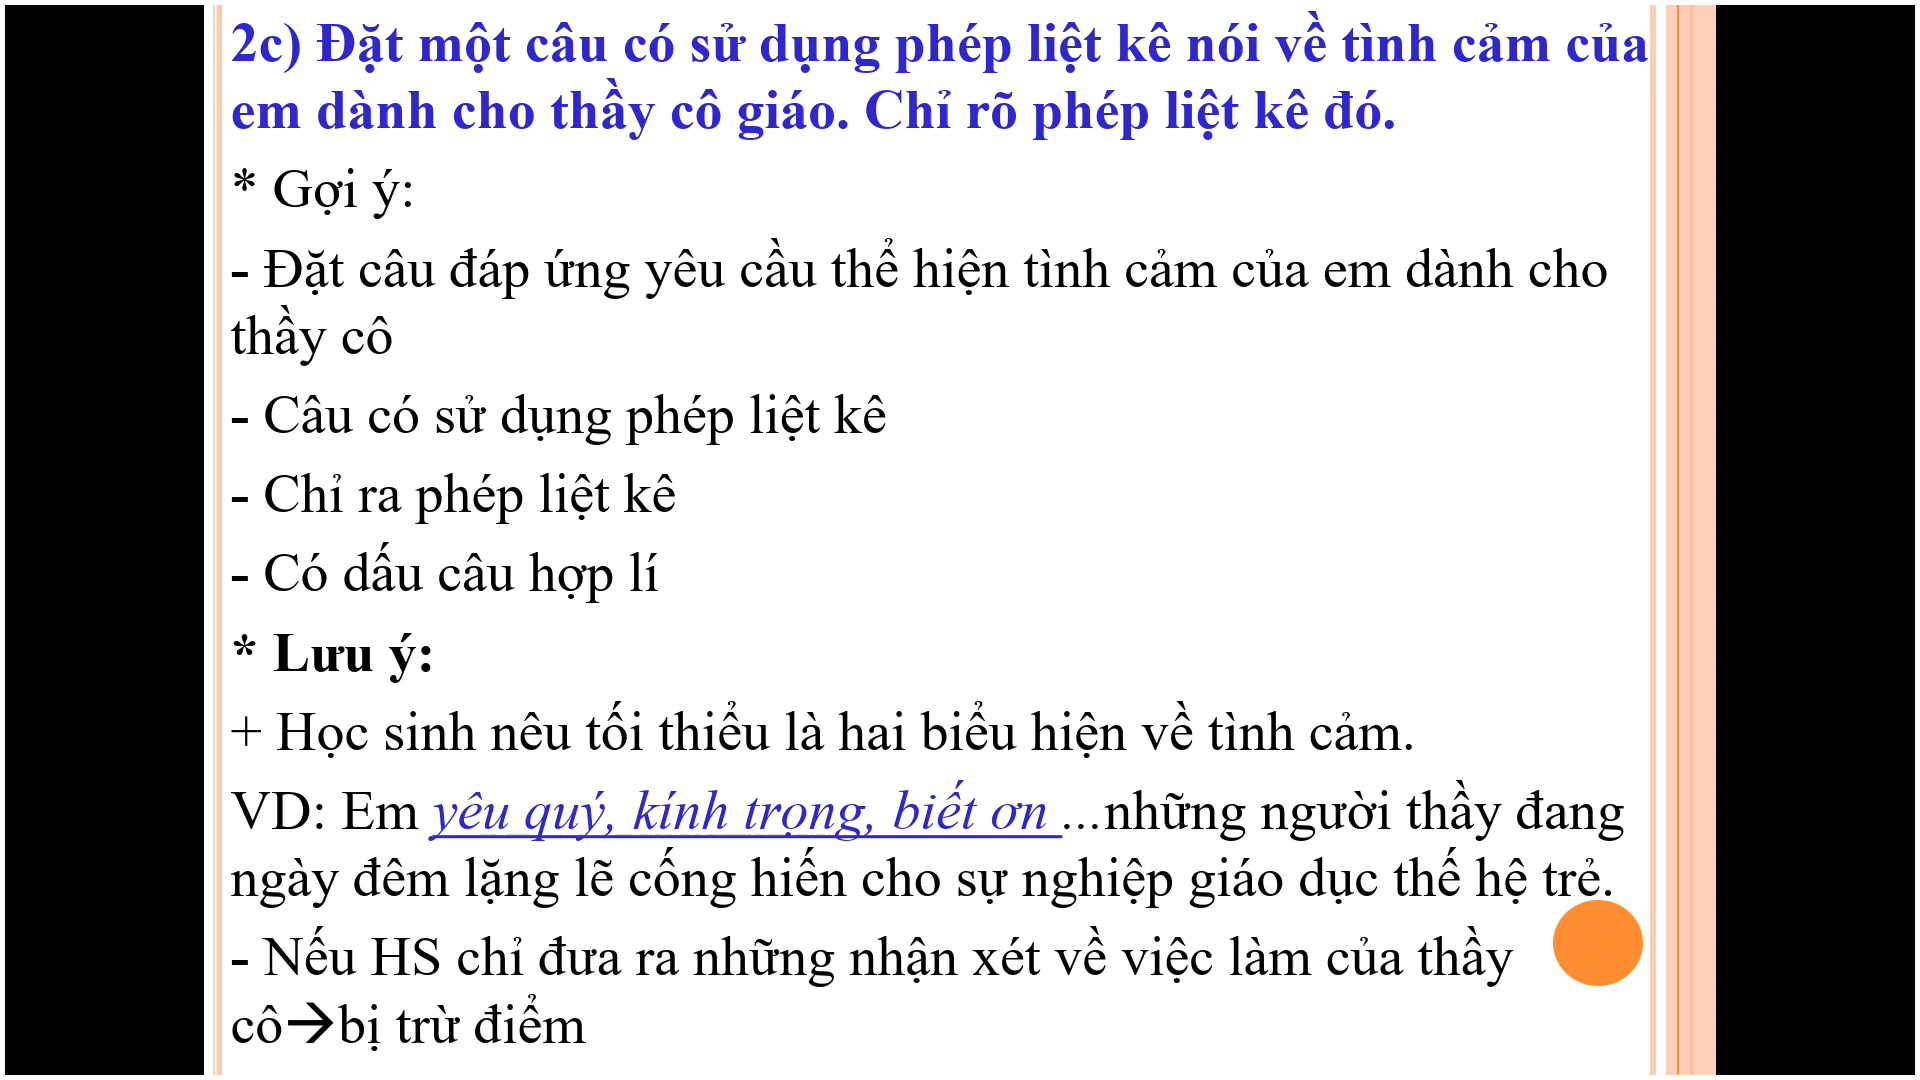 2c) Đặt một câu có sử dụng phép liệt kê nói về tình cảm của
em dành cho thầy cô giáo. Chỉ rõ phép liệt kê đó.
* Gợi ý:
- Đặt câu đáp ứng yêu cầu thể hiện tình cảm của em dành cho
thầy cô
- Câu có sử dụng phép liệt kê
- Chỉ ra phép liệt kê
- Có dấu câu hợp lí
* Lưu ý:
+ Học sinh nêu tối thiểu là hai biểu hiện về tình cảm.
VD: Em yêu quý, kính trọng, biết ơn ...những người thầy đang
ngày đêm lặng lẽ cống hiến cho sự nghiệp giáo dục thế hệ trẻ.
- Nếu HS chỉ đưa ra những nhận xét về việc làm của thầy
cô→bị trừ điểm